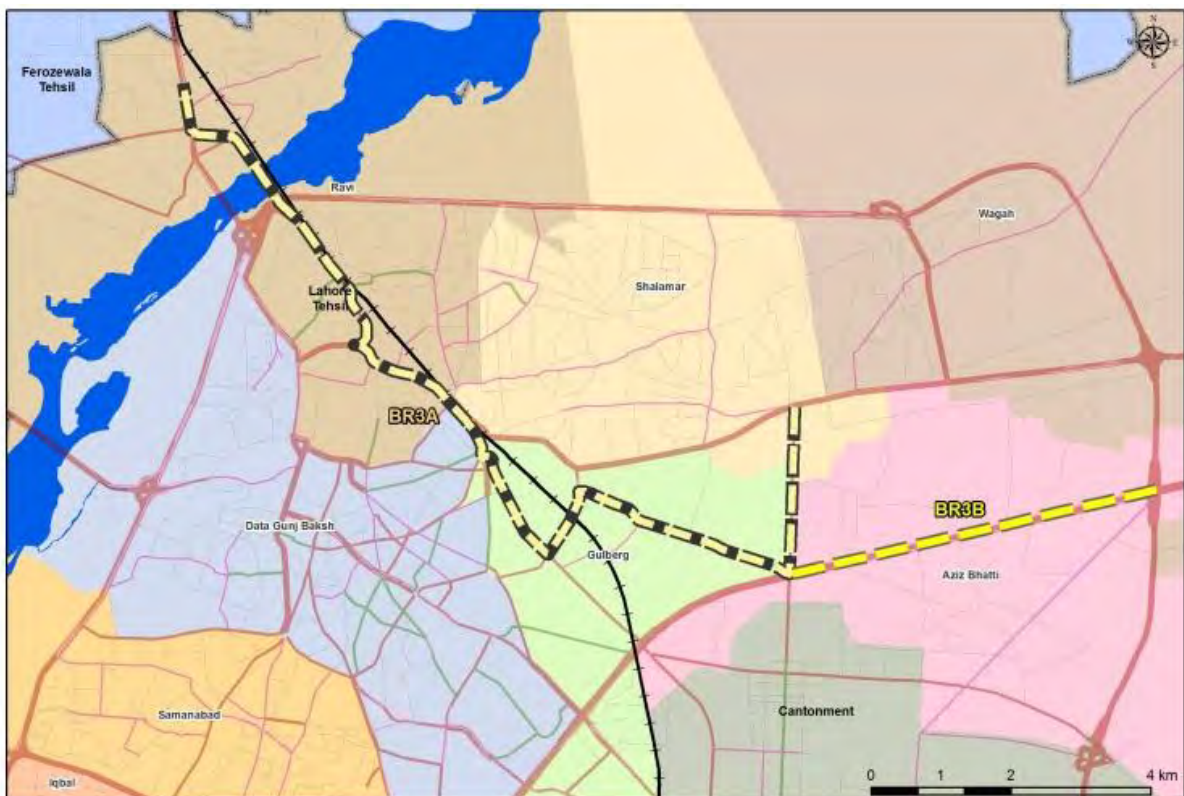 N
W E
S
Ferozewala
Tehsil
Ravi
Wagah
Shalamar
Lahore
Tehsil
BR3A
BR3B
Data Gunj Baksh
Gulberg
Aziz Bhatti
Samanabad
Cantonment
Iqbal
0 1 2 4 km